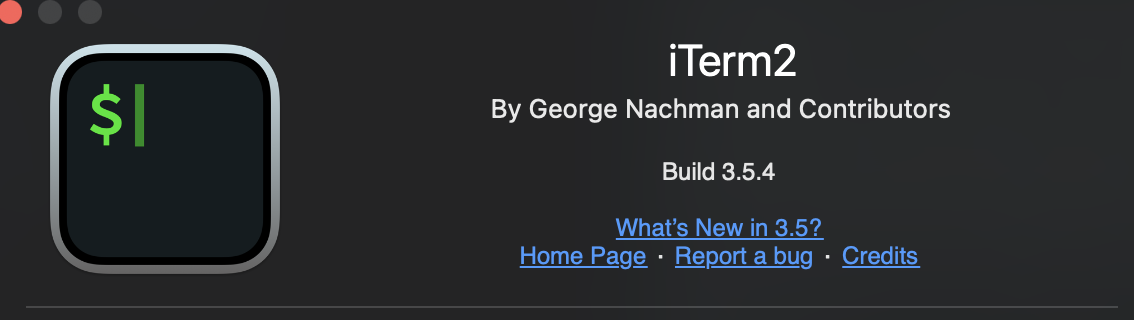 $
iTerm2
By George Nachman and Contributors
Build 3.5.4
What’s New in 3.5?
Home Page · Report a bug · Credits